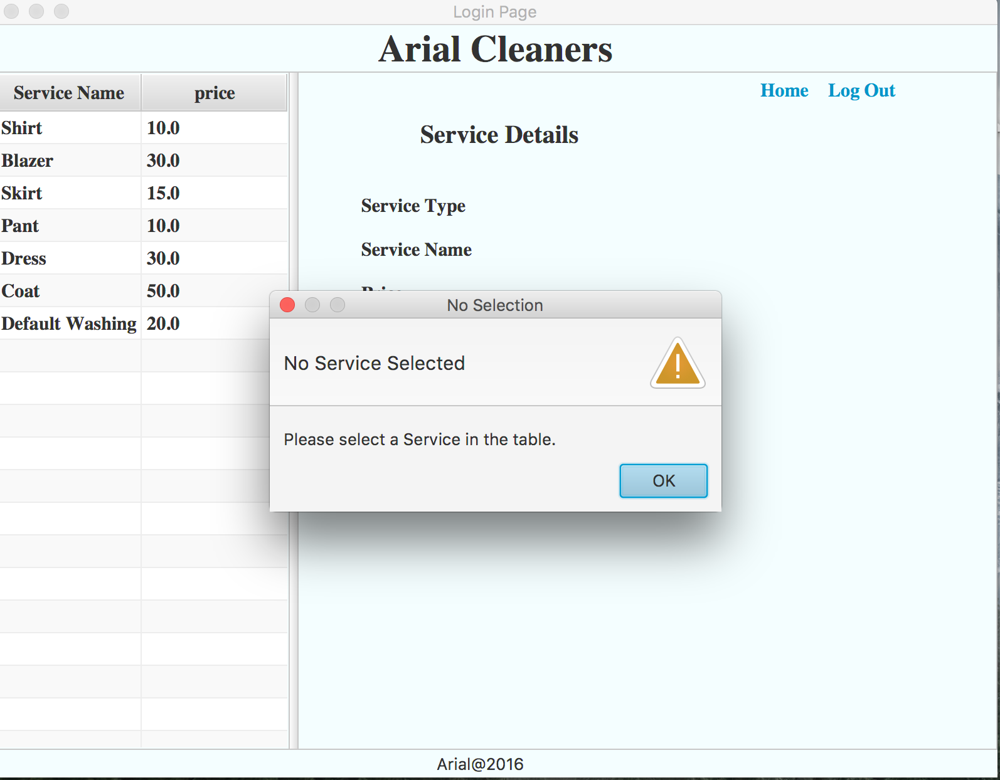 Login Page
Arial Cleaners
Service Name price
Shirt 10.0
Blazer 30.0
Skirt 15.0
Pant 10.0
Dress 30.0
Coat 50.0
Default Washing 20.0
Home Log Out
Service Details
Service Type
Service Name
No Selection
No Service Selected
Please select a Service in the table.
OK
Arial@2016